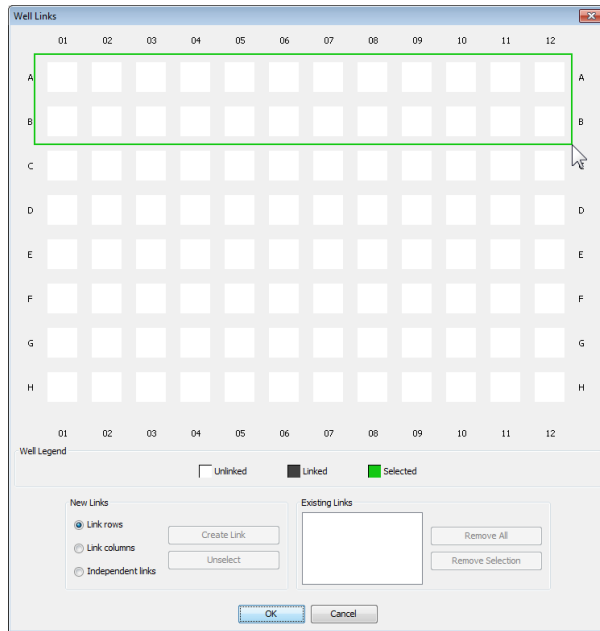 Well Links
01 02 03 04 05 06 07 08 09 10 11 12
A A
B B
C
D D
E E
F F
G G
H H
01 02 03 04 05 06 07 08 09 10 11 12
Well Legend
Unlinked Linked Selected
New Links Existing Links
Link rows
Create Link Remove All
Link columns
Unselect Remove Selection
Independent links
OK Cancel